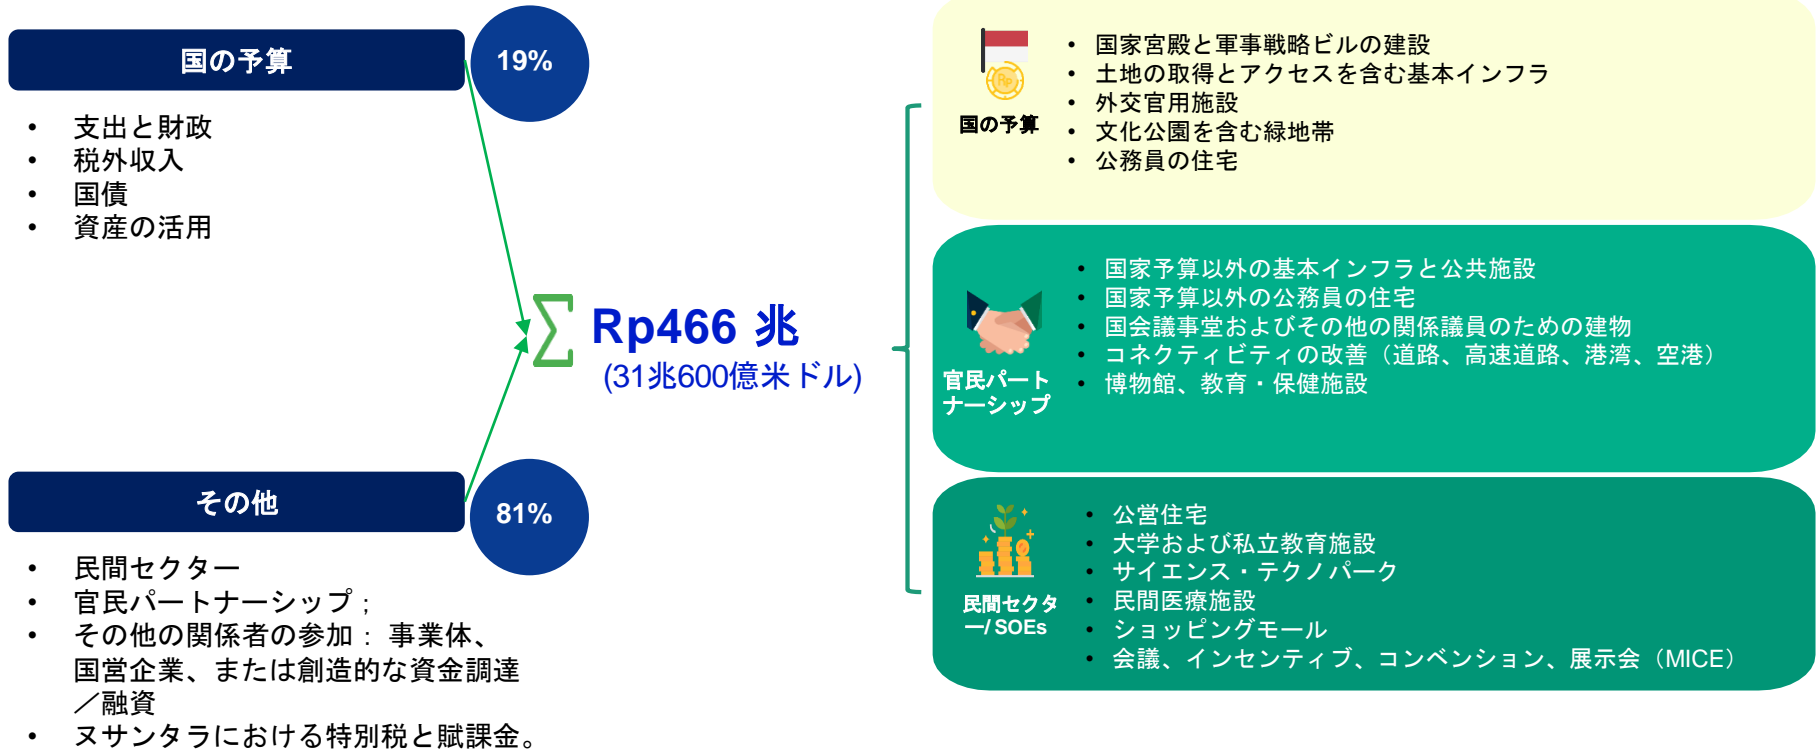 国の予算
19%
• 支出と財政
• 税外収入
• 国債
• 資産の活用
その他
81%
• 民間セクター
• 官民パートナーシップ；
• その他の関係者の参加：事業体、
国営企業、または創造的な資金調達
／融資
• ヌサンタラにおける特別税と賦課金。
∑ Rp466 兆
(31兆600億米ドル)
国の予算
• 国家宮殿と軍事戦略ビルの建設
• 土地の取得とアクセスを含む基本インフラ
• 外交官用施設
• 文化公園を含む緑地帯
• 公務員の住宅
官民パート
ナーシップ
• 国家予算以外の基本インフラと公共施設
• 国家予算以外の公務員の住宅
• 国会議事堂およびその他の関係議員のための建物
• コネクティビティの改善（道路、高速道路、港湾、空港）
• 博物館、教育・保健施設
民間セクタ
ー/ SOEs
• 公営住宅
• 大学および私立教育施設
• サイエンス・テクノパーク
• 民間医療施設
• ショッピングモール
• 会議、インセンティブ、コンベンション、展示会（MICE）